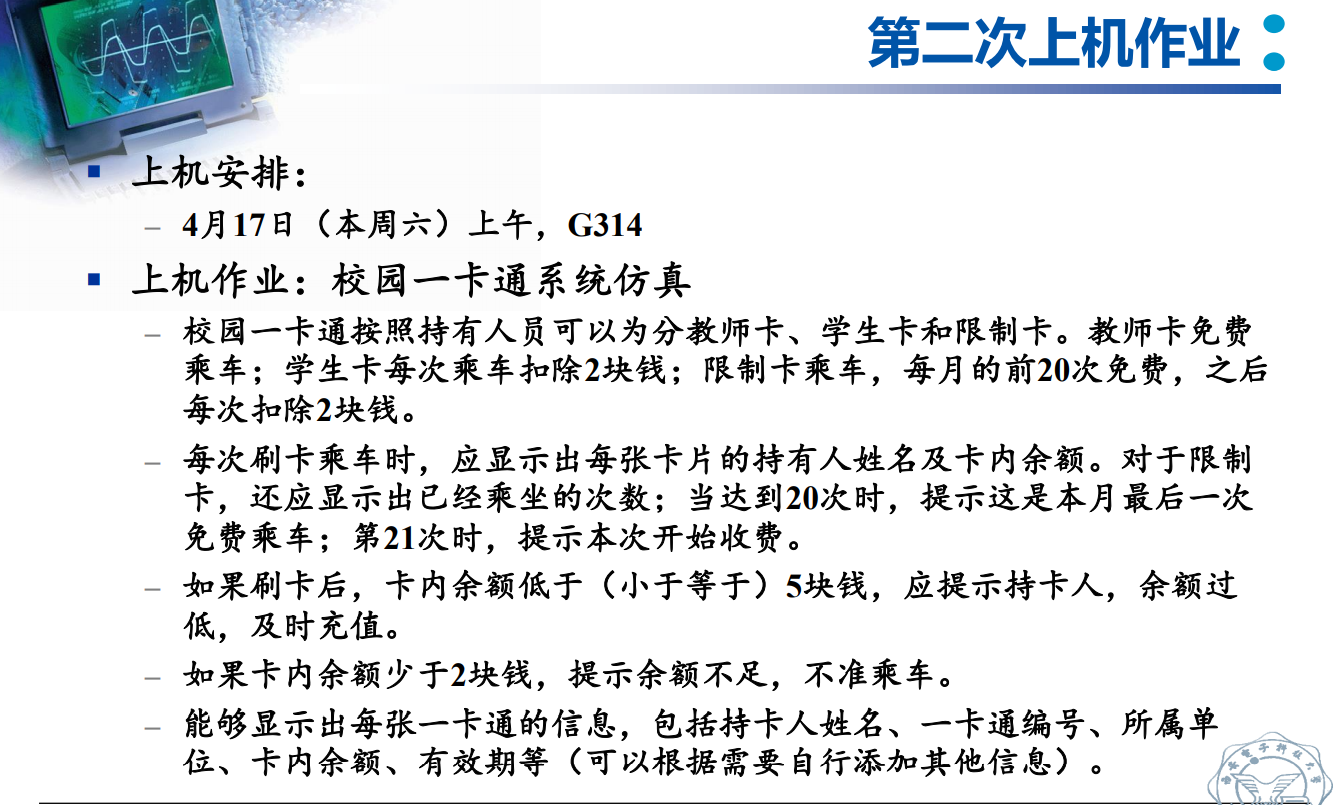 第二次上机作业
上机安排：
– 4月17日（本周六）上午，G314
上机作业：校园一卡通系统仿真
– 校园一卡通按照持有人员可以为分教师卡、学生卡和限制卡。教师卡免费
乘车；学生卡每次乘车扣除2块钱；限制卡乘车，每月的前20次免费，之后
每次扣除2块钱。
– 每次刷卡乘车时，应显示出每张卡片的持有人姓名及卡内余额。对于限制
卡，还应显示出已经乘坐的次数；当达到20次时，提示这是本月最后一次
免费乘车；第21次时，提示本次开始收费。
– 如果刷卡后，卡内余额低于（小于等于）5块钱，应提示持卡人，余额过
低，及时充值。
– 如果卡内余额少于2块钱，提示余额不足，不准乘车。
– 能够显示出每张一卡通的信息，包括持卡人姓名、一卡通编号、所属单
位、卡内余额、有效期等（可以根据需要自行添加其他信息）。